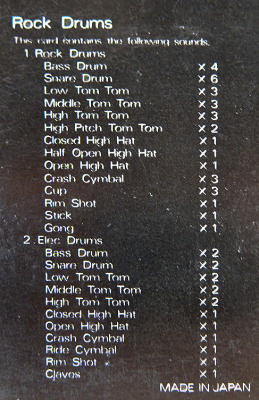 Rock Drums
This card contains the following sounds.
1. Rock Drums
Bass Drum × 4
Snare Drum × 6
Low Tom Tom × 3
Middle Tom Tom × 3
High Tom Tom × 3
High Pitch Tom Tom × 2
Closed High Hat × 1
Half Open High Hat × 1
Open High Hat × 1
Crash Cymbal × 3
Cup × 3
Rim Shot × 1
Stick × 1
Gong × 1
2. Elec. Drums
Bass Drum × 2
Snare Drum × 2
Low Tom Tom × 2
Middle Tom Tom × 2
High Tom Tom × 2
Closed High Hat × 1
Open High Hat × 1
Crash Cymbal × 1
Ride Cymbal × 1
Rim Shot × 1
Claves × 1
MADE IN JAPAN